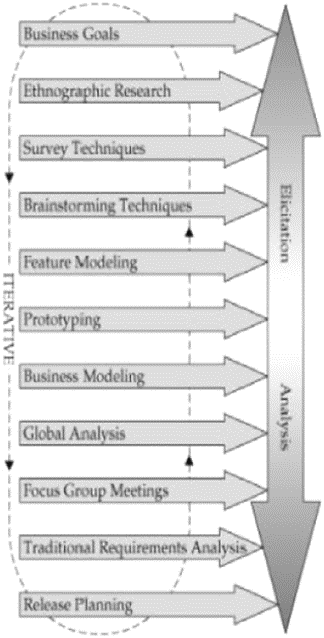 Business Goals
Ethnographic Research
Survey Techniques
Brainstorming Techniques
Feature Modeling
Prototyping
Business Modeling
Global Analysis
Focus Group Meetings
Traditional Requirements Analysis
Release Planning
ITERATIVE
Elicitation
Analysis